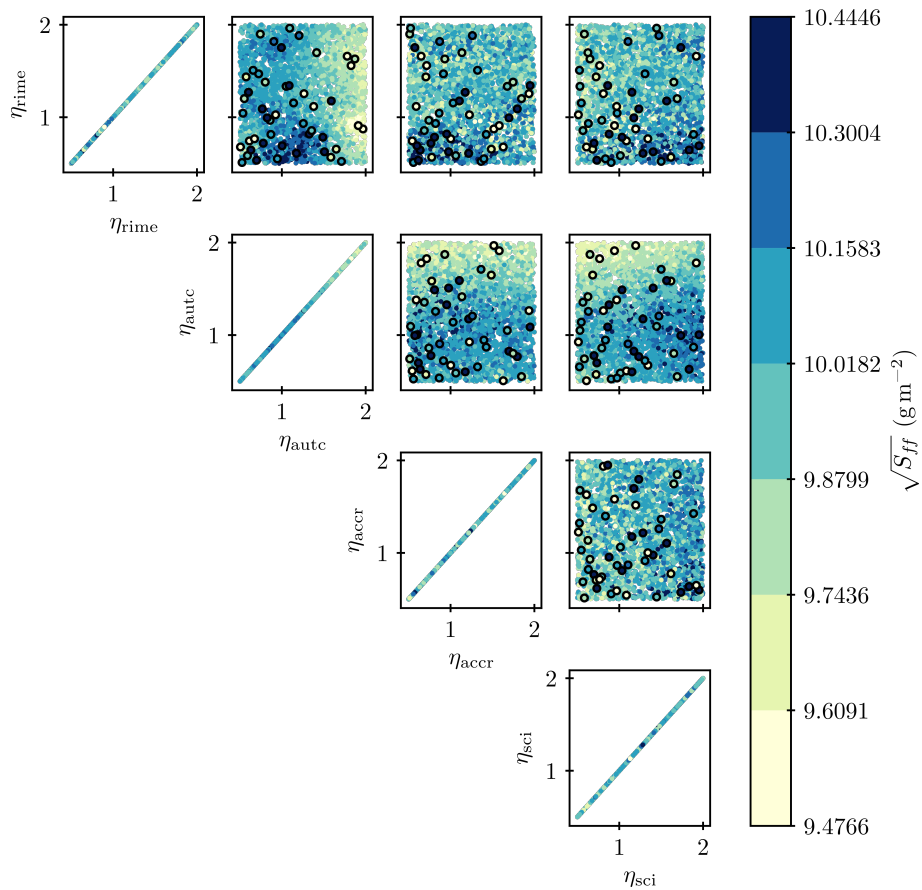 2
1
η_rime
1 2
η_rime
2
1
η_autc
1 2
η_autc
2
1
η_accr
1 2
η_accr
2
1
η_sci
1 2
η_sci
10.4446
10.3004
10.1583
10.0182
9.8799
9.7436
9.6091
9.4766
√S_ff (g m⁻²)